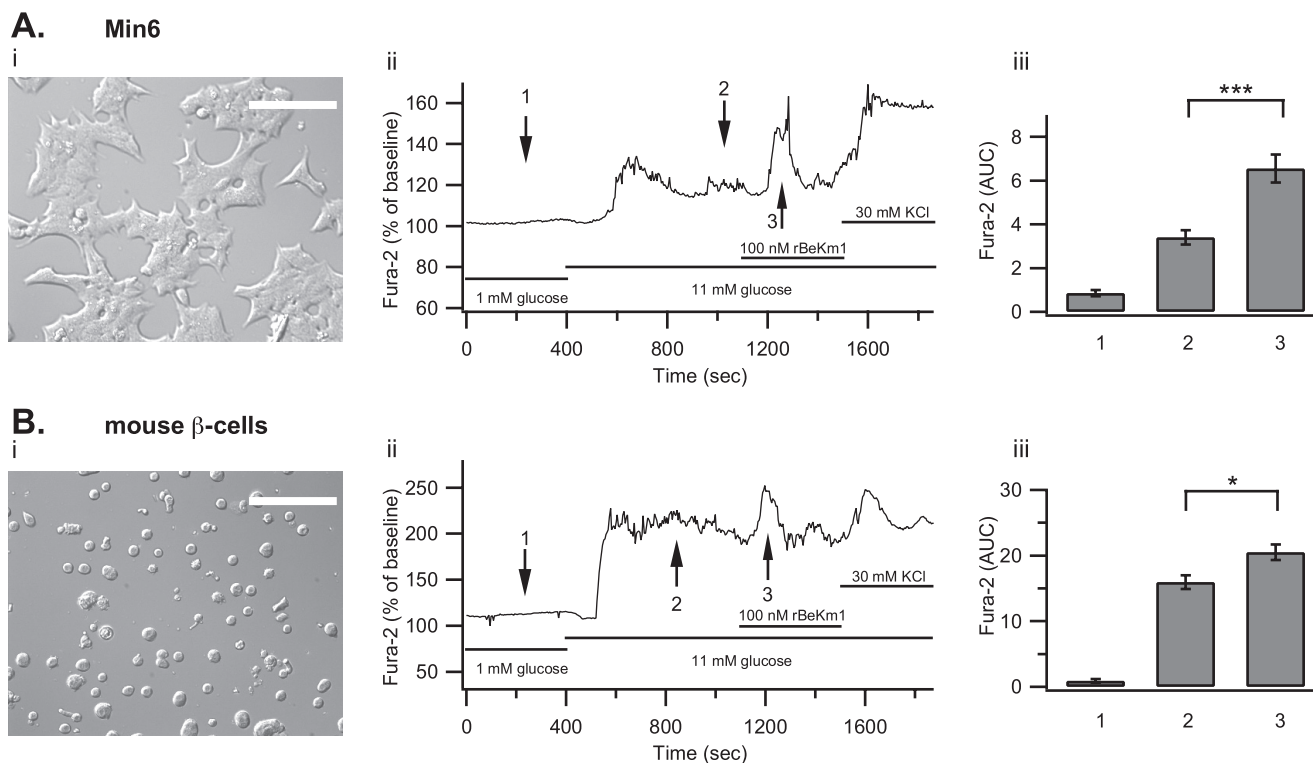 A. Min6
i
ii
iii
Fura-2 (% of baseline)
160
140
120
100
80
60
1
2
3
30 mM KCl
100 nM rBeKm1
1 mM glucose
11 mM glucose
0 400 800 1200 1600
Time (sec)
Fura-2 (AUC)
8
6
4
2
0
***
1 2 3
B. mouse β-cells
i
ii
iii
Fura-2 (% of baseline)
250
200
150
100
50
1
2
3
30 mM KCl
100 nM rBeKm1
1 mM glucose
11 mM glucose
0 400 800 1200 1600
Time (sec)
Fura-2 (AUC)
30
20
10
0
*
1 2 3